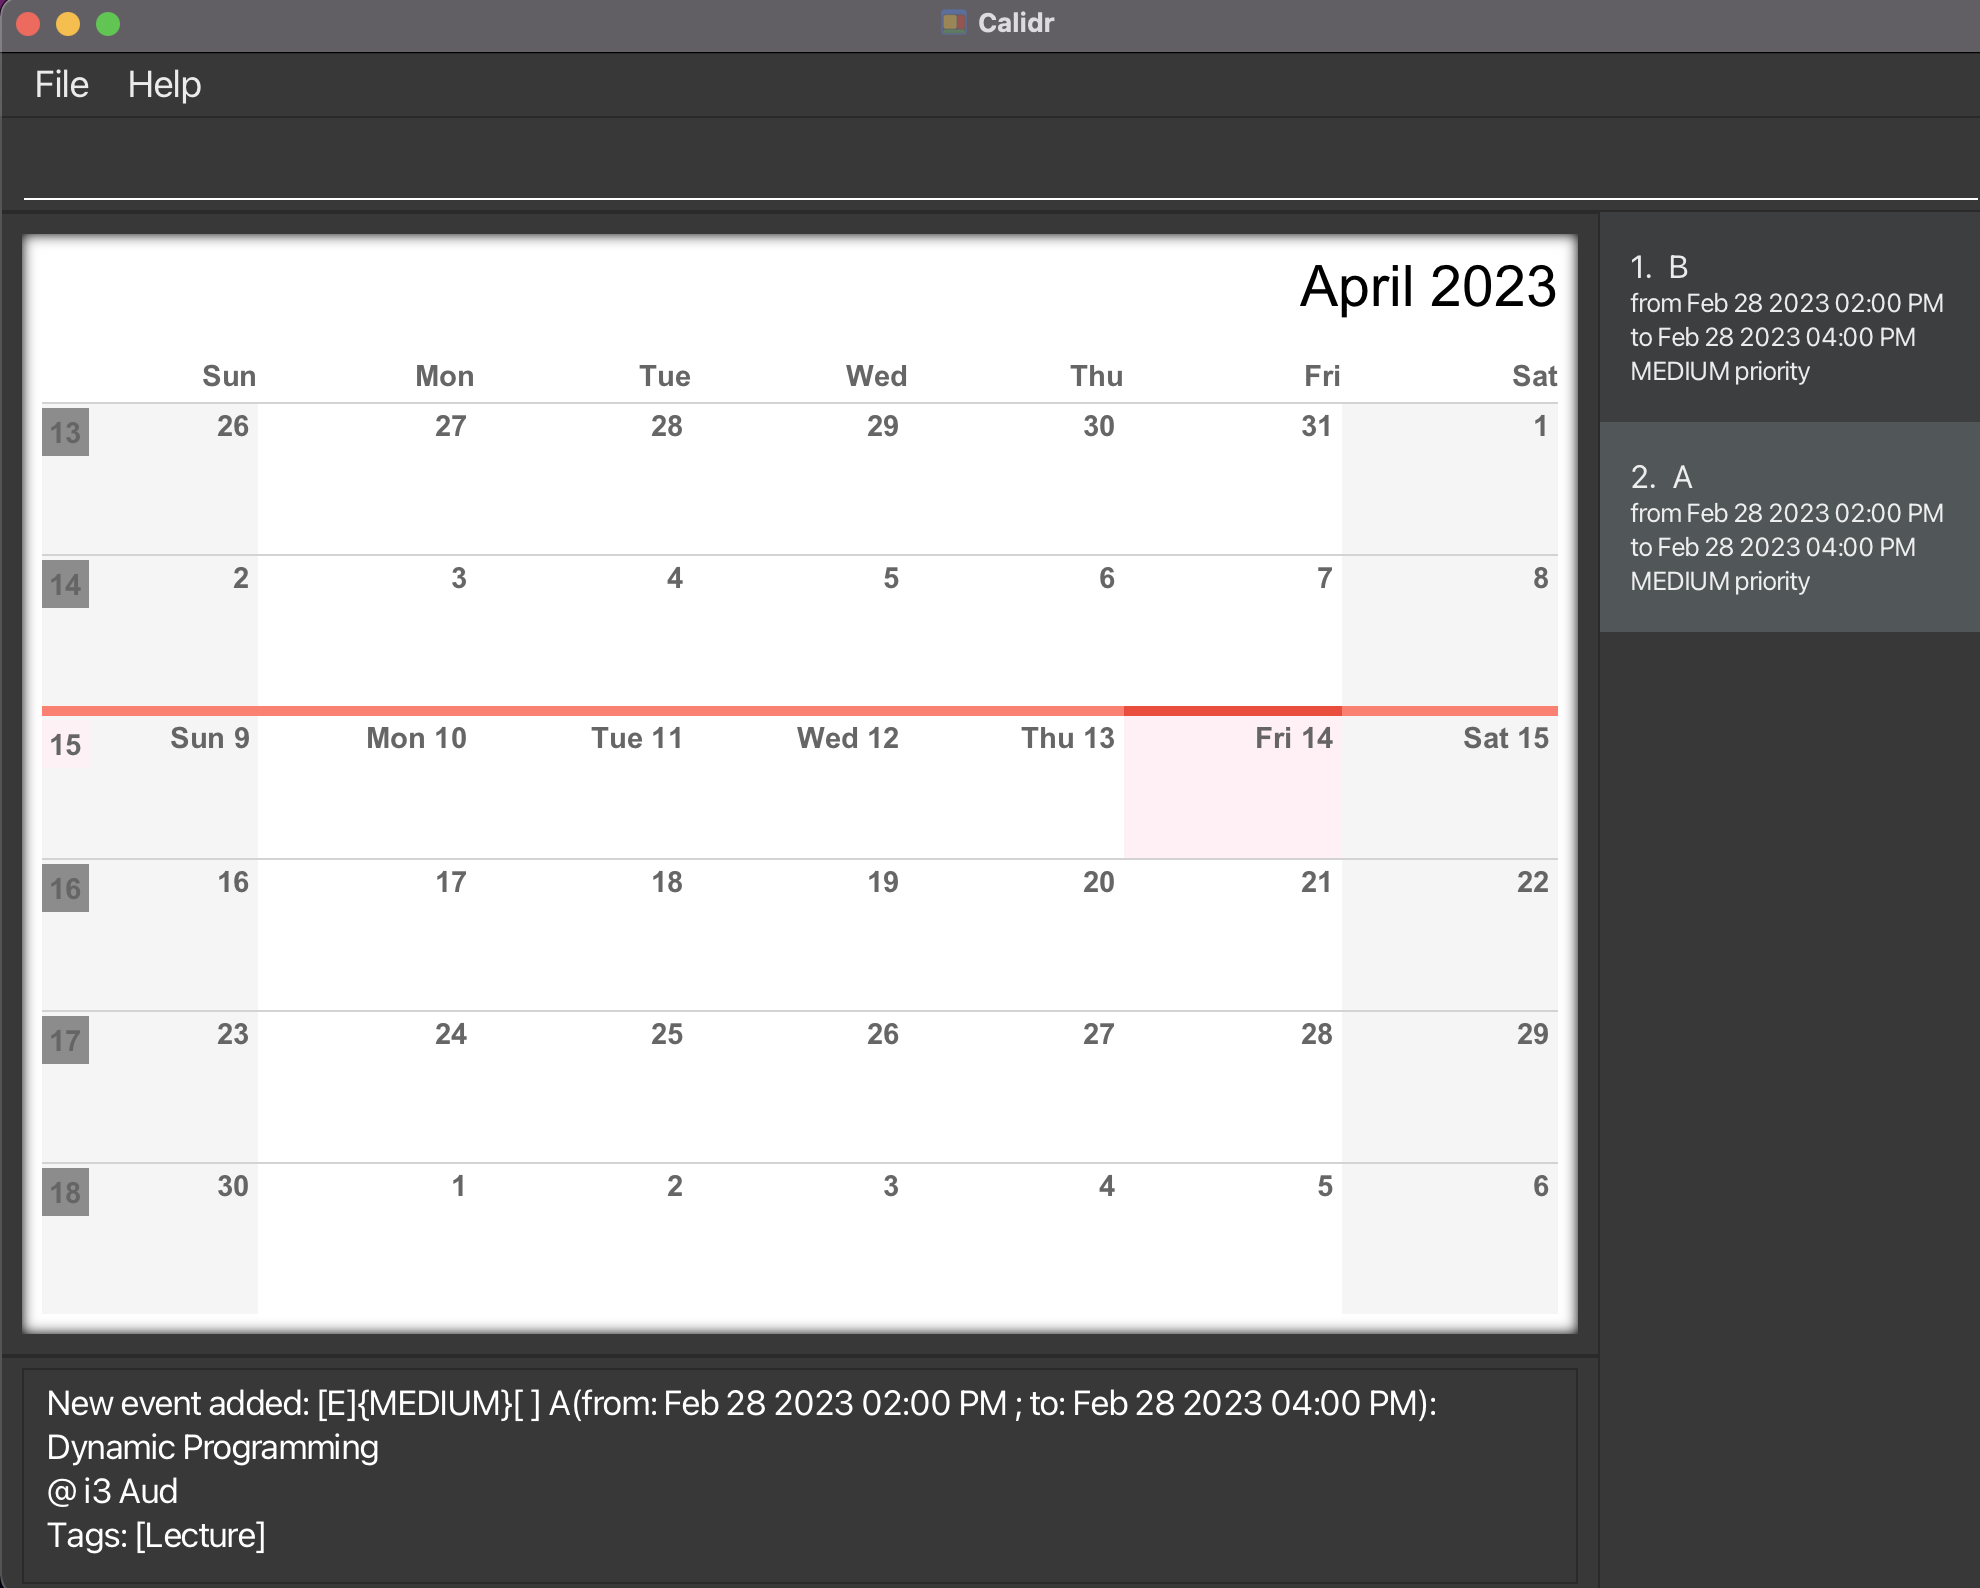 Calidr
File Help
April 2023
Sun Mon Tue Wed Thu Fri Sat
13 26 27 28 29 30 31 1
14 2 3 4 5 6 7 8
15 Sun 9 Mon 10 Tue 11 Wed 12 Thu 13 Fri 14 Sat 15
16 16 17 18 19 20 21 22
17 23 24 25 26 27 28 29
18 30 1 2 3 4 5 6
1. B
from Feb 28 2023 02:00 PM
to Feb 28 2023 04:00 PM
MEDIUM priority
2. A
from Feb 28 2023 02:00 PM
to Feb 28 2023 04:00 PM
MEDIUM priority
New event added: [E]{MEDIUM}[ ] A(from: Feb 28 2023 02:00 PM ; to: Feb 28 2023 04:00 PM):
Dynamic Programming
@ i3 Aud
Tags: [Lecture]